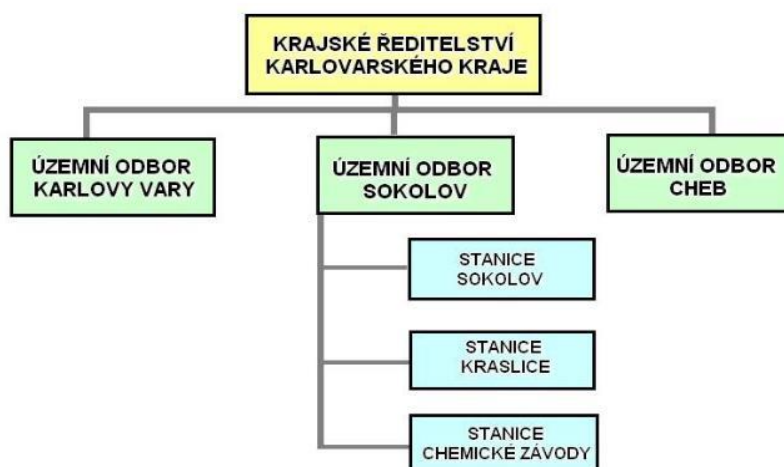 KRAJSKÉ ŘEDITELSTVÍ
KARLOVARSKÉHO KRAJE
ÚZEMNÍ ODBOR
KARLOVY VARY
ÚZEMNÍ ODBOR
SOKOLOV
ÚZEMNÍ ODBOR
CHEB
STANICE
SOKOLOV
STANICE
KRASLICE
STANICE
CHEMICKÉ ZÁVODY